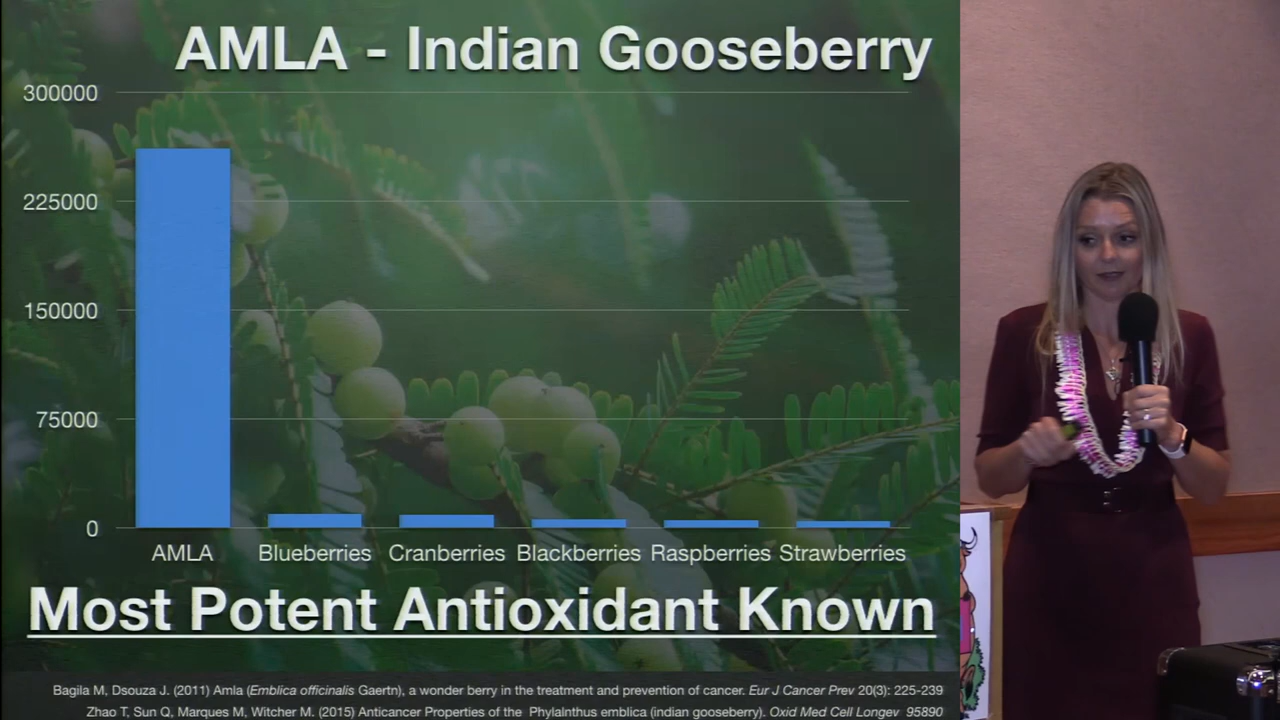 AMLA - Indian Gooseberry
300000
225000
150000
75000
0
AMLA Blueberries Cranberries Blackberries Raspberries Strawberries
Most Potent Antioxidant Known
Bagila M, Dsouza J. (2011) Amla (Emblica officinalis Gaertn), a wonder berry in the treatment and prevention of cancer. Eur J Cancer Prev 20(3): 225-239
Zhao T, Sun Q, Marques M, Witcher M. (2015) Anticancer Properties of the Phylalnthus emblica (indian gooseberry). Oxid Med Cell Longev 95890